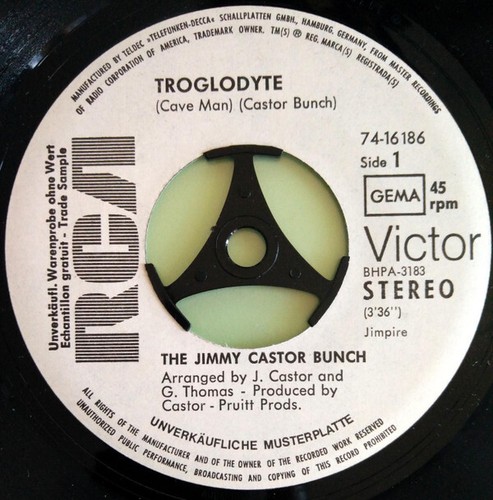 MANUFACTURED BY TELDEC »TELEFUNKEN-DECCA« SCHALLPLATTEN GMBH., HAMBURG, GERMANY, FROM MASTER RECORDINGS
OF RADIO CORPORATION OF AMERICA, TRADEMARK OWNER. TM(S) ® REG. MARCA(S) REGISTRADA(S)
TROGLODYTE
(Cave Man) (Castor Bunch)
74-16186
Side 1
GEMA
45
rpm
Unverkäufl. Warenprobe ohne Wert
Echantillon gratuit - Trade Sample
RCA
Victor
BHPA-3183
STEREO
(3'36")
Jimpire
THE JIMMY CASTOR BUNCH
Arranged by J. Castor and
G. Thomas - Produced by
Castor - Pruitt Prods.
UNVERKÄUFLICHE MUSTERPLATTE
ALL RIGHTS OF THE MANUFACTURER AND OF THE OWNER OF THE RECORDED WORK RESERVED
UNAUTHORIZED PUBLIC PERFORMANCE, BROADCASTING AND COPYING OF THIS RECORD PROHIBITED